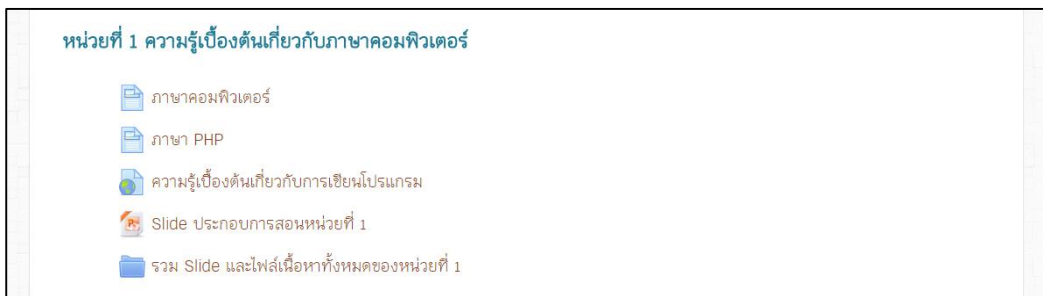 หน่วยที่ 1 ความรู้เบื้องต้นเกี่ยวกับภาษาคอมพิวเตอร์
ภาษาคอมพิวเตอร์
ภาษา PHP
ความรู้เบื้องต้นเกี่ยวกับการเขียนโปรแกรม
Slide ประกอบการสอนหน่วยที่ 1
รวม Slide และไฟล์เนื้อหาทั้งหมดของหน่วยที่ 1